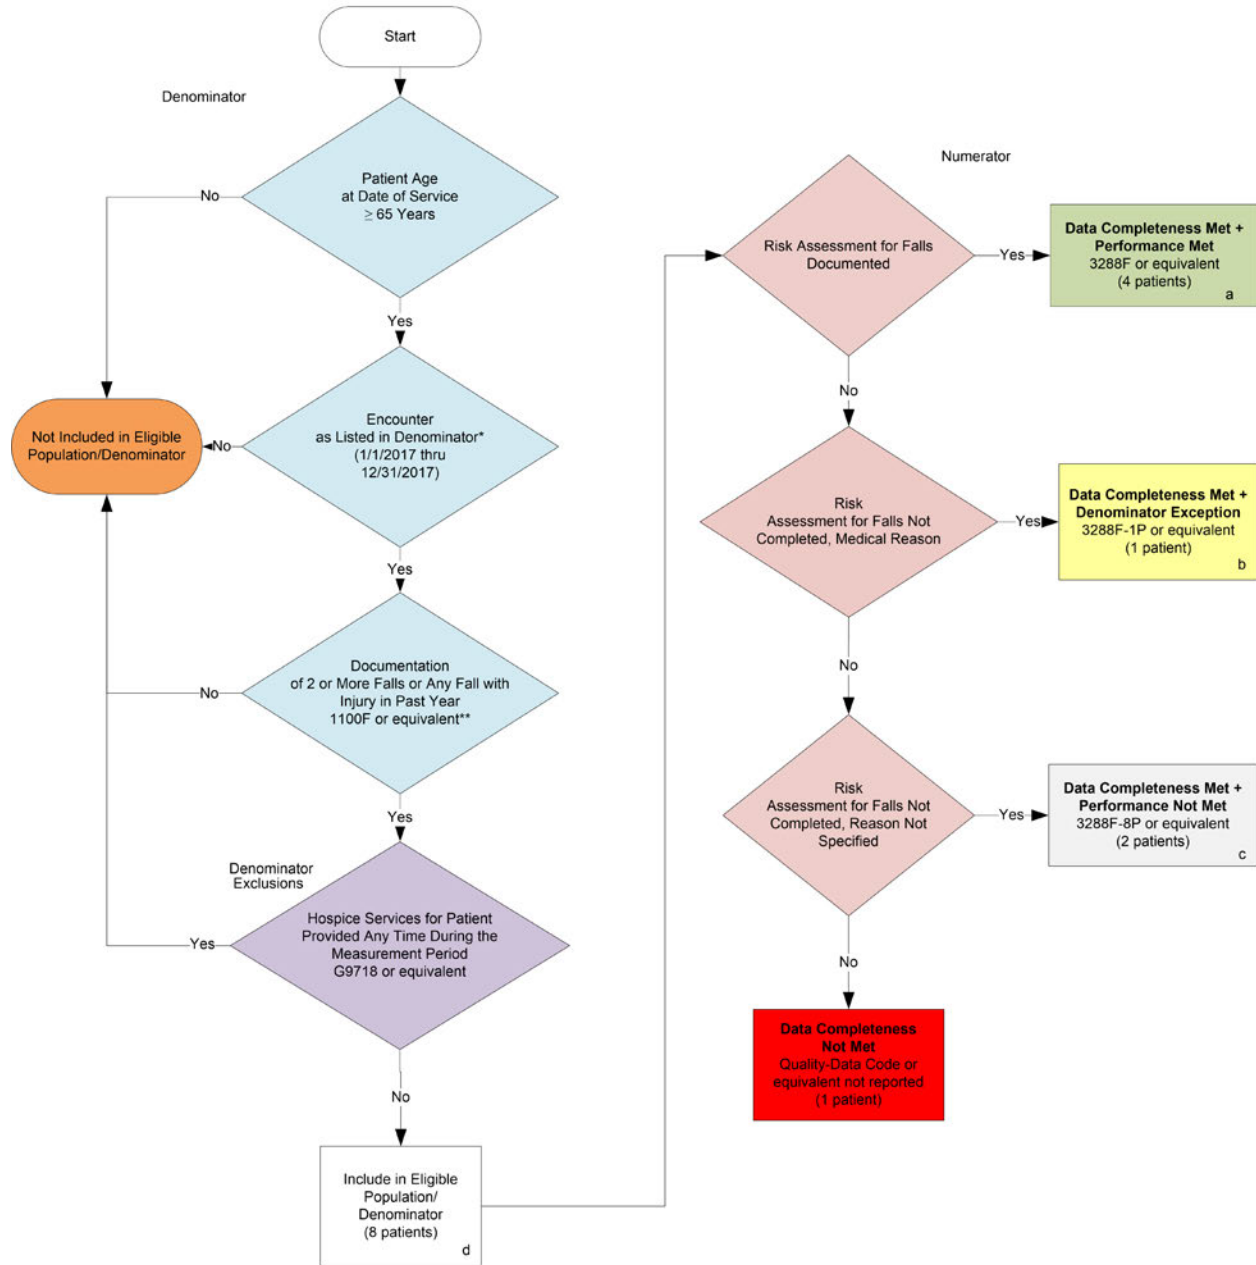 Start
Denominator
Patient Age
at Date of Service
≥ 65 Years
No
Yes
Encounter
as Listed in Denominator*
(1/1/2017 thru
12/31/2017)
No
Not Included in Eligible
Population/Denominator
Yes
Documentation
of 2 or More Falls or Any Fall with
Injury in Past Year
1100F or equivalent**
No
Yes
Denominator
Exclusions
Hospice Services for Patient
Provided Any Time During the
Measurement Period
G9718 or equivalent
Yes
No
Include in Eligible
Population/
Denominator
(8 patients)
d
Numerator
Risk Assessment for Falls
Documented
Yes
Data Completeness Met +
Performance Met
3288F or equivalent
(4 patients)
a
No
Risk
Assessment for Falls Not
Completed, Medical Reason
Yes
Data Completeness Met +
Denominator Exception
3288F-1P or equivalent
(1 patient)
b
No
Risk
Assessment for Falls Not
Completed, Reason Not
Specified
Yes
Data Completeness Met +
Performance Not Met
3288F-8P or equivalent
(2 patients)
c
No
Data Completeness
Not Met
Quality-Data Code or
equivalent not reported
(1 patient)